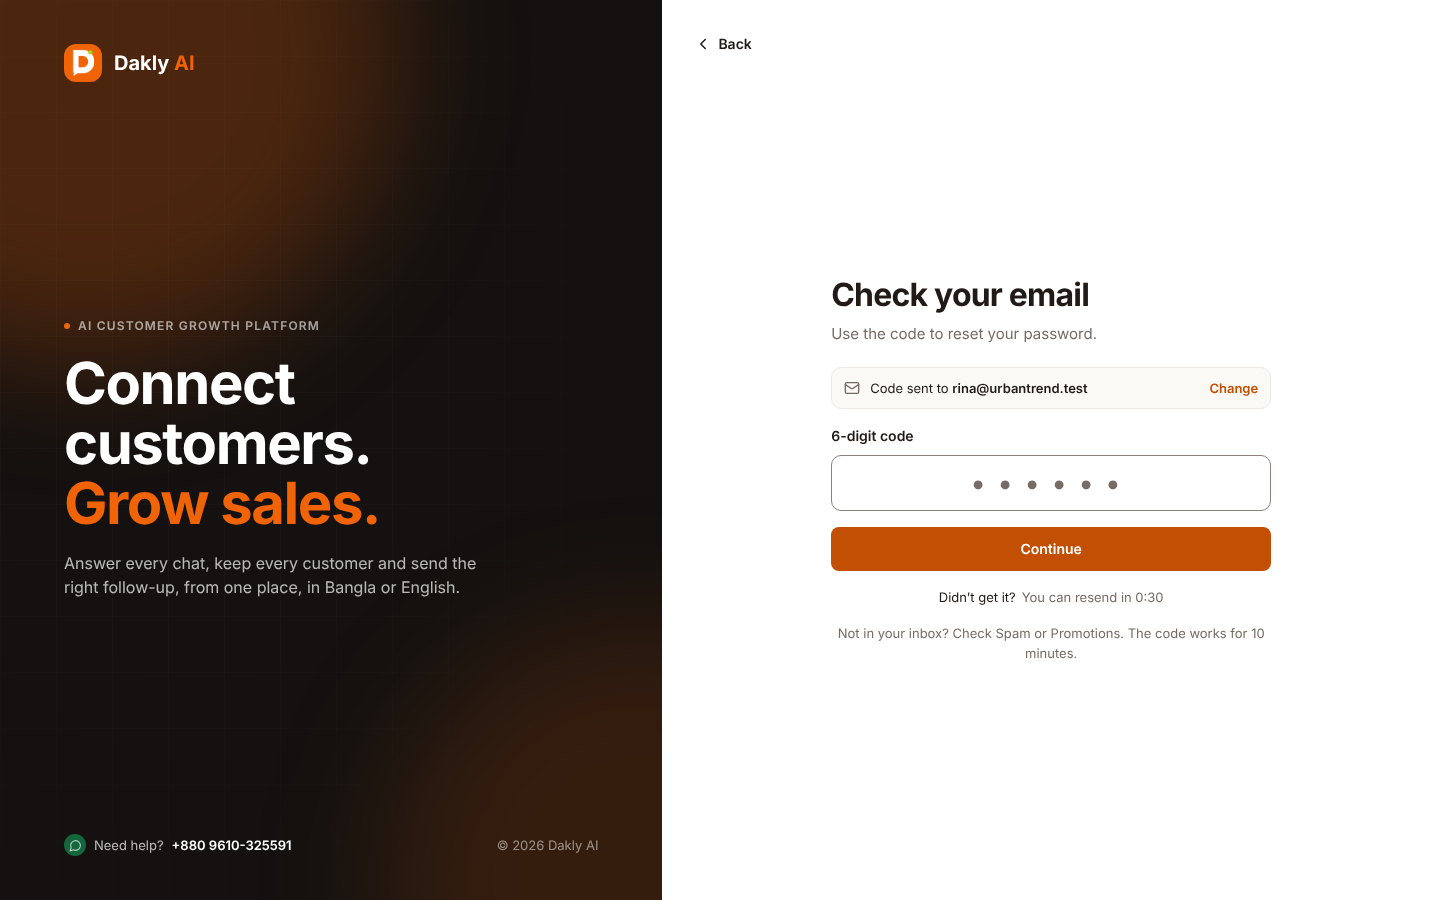 Dakly AI
AI CUSTOMER GROWTH PLATFORM
Connect
customers.
Grow sales.
Answer every chat, keep every customer and send the
right follow-up, from one place, in Bangla or English.
Need help? +880 9610-325591
© 2026 Dakly AI
Back
Check your email
Use the code to reset your password.
Code sent to rina@urbantrend.test
Change
6-digit code
Continue
Didn’t get it? You can resend in 0:30
Not in your inbox? Check Spam or Promotions. The code works for 10
minutes.